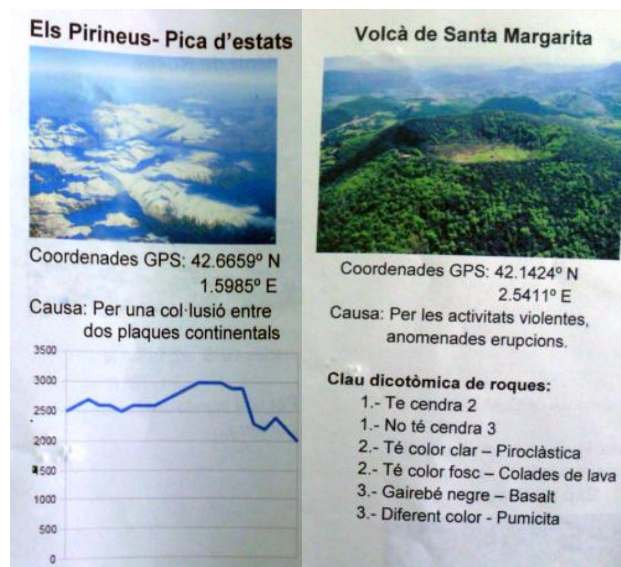 Els Pirineus- Pica d'estats
Coordenades GPS: 42.6659º N
1.5985º E
Causa: Per una col·lusió entre
dos plaques continentals
3500
3000
2500
2000
1500
1000
500
0
Volcà de Santa Margarita
Coordenades GPS: 42.1424º N
2.5411º E
Causa: Per les activitats violentes,
anomenades erupcions.
Clau dicotòmica de roques:
1.- Te cendra 2
1.- No té cendra 3
2.- Té color clar – Piroclàstica
2.- Té color fosc – Colades de lava
3.- Gairebé negre – Basalt
3.- Diferent color - Pumicita